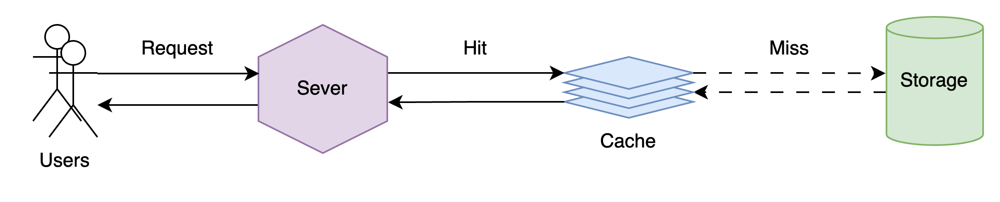 Request
Hit
Miss
Sever
Storage
Cache
Users